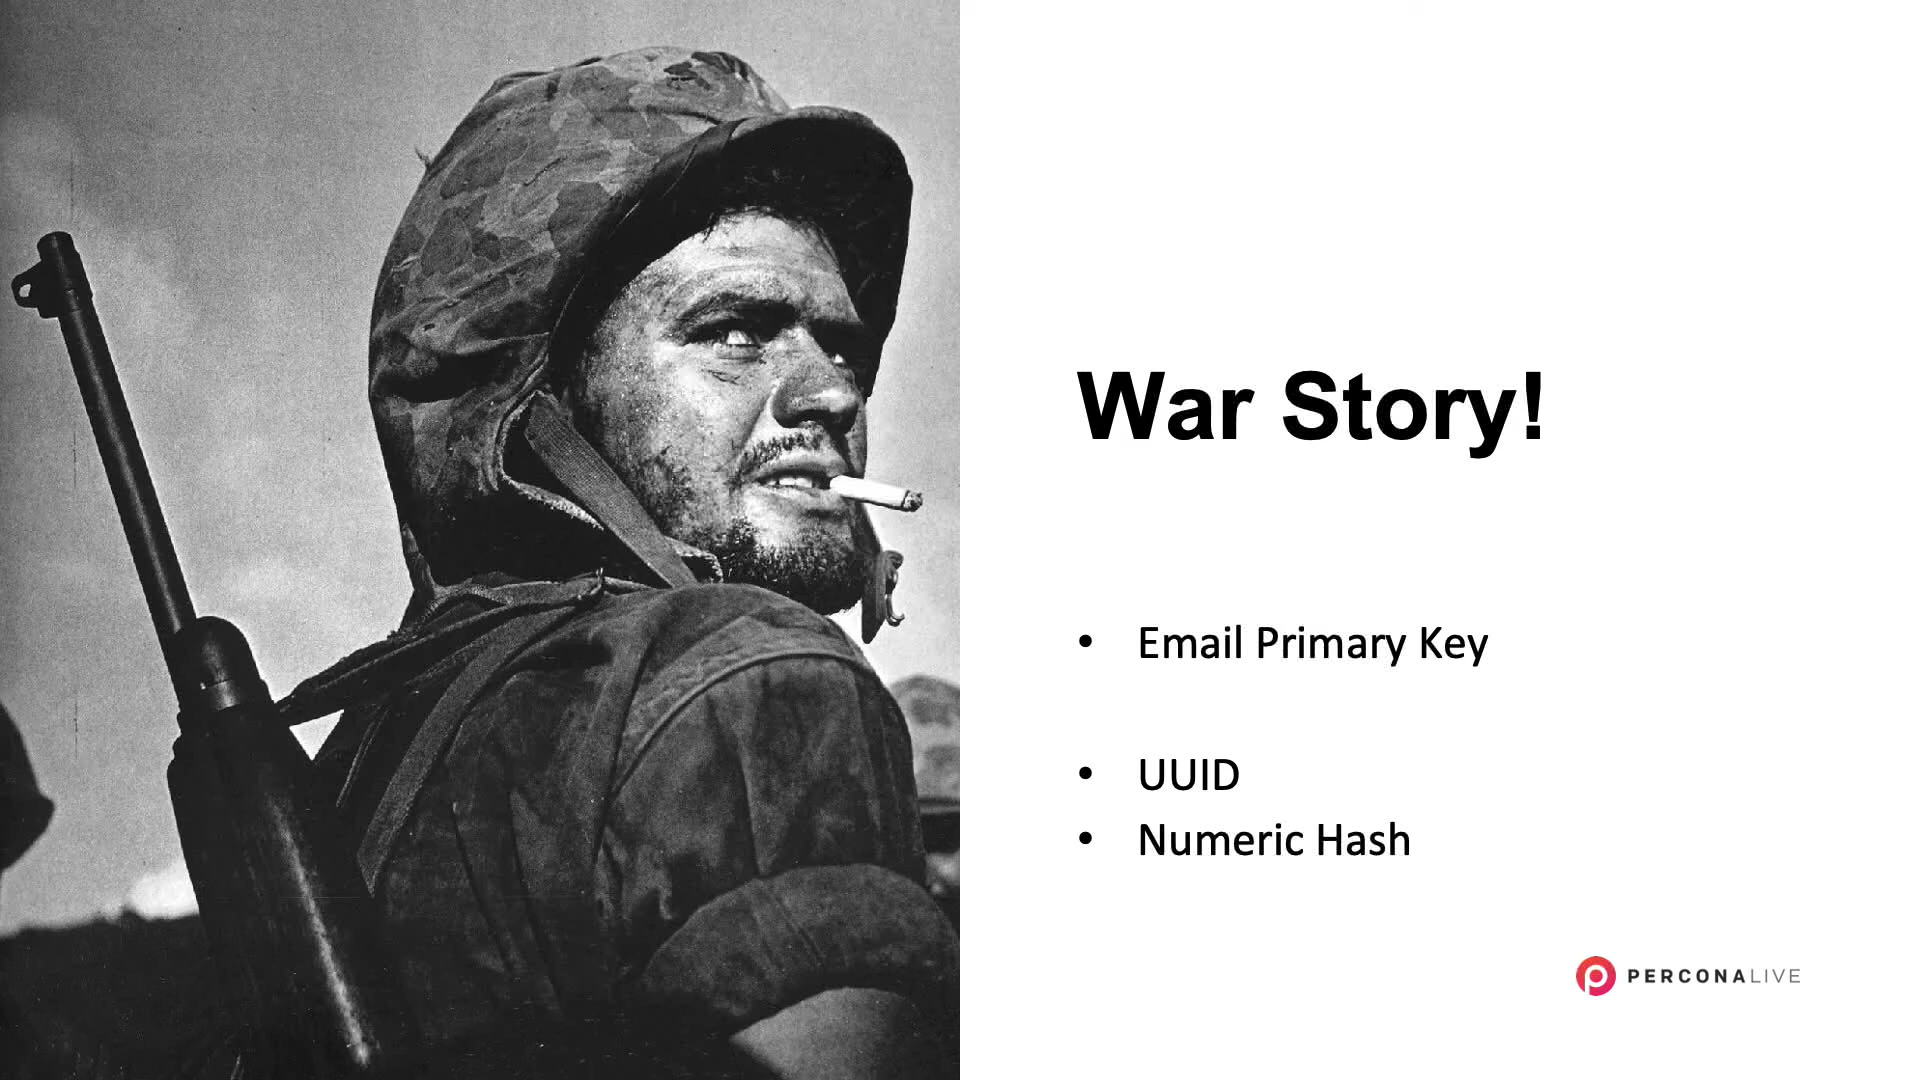 War Story!
• Email Primary Key
• UUID
• Numeric Hash
PERCONALIVE